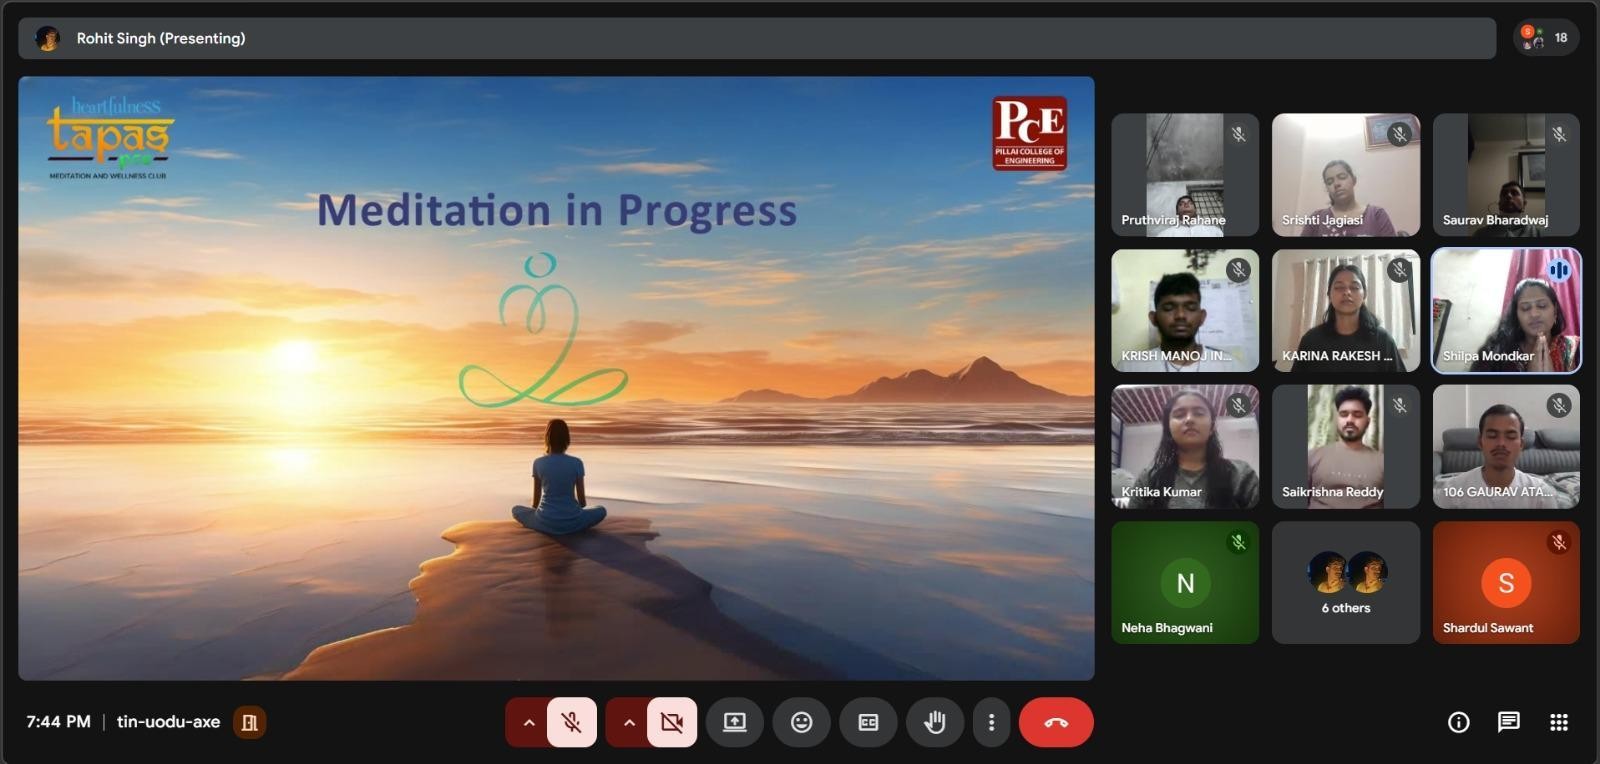 Rohit Singh (Presenting)
18
heartfulness
tapas
pce
MEDITATION AND WELLNESS CLUB
PCE
PILLAI COLLEGE OF
ENGINEERING
Meditation in Progress
Pruthviraj Rahane
Srishti Jagiasi
Saurav Bharadwaj
KRISH MANOJ IN...
KARINA RAKESH ...
Shilpa Mondkar
Kritika Kumar
Saikrishna Reddy
106 GAURAV ATA...
N
Neha Bhagwani
6 others
S
Shardul Sawant
7:44 PM | tin-uodu-axe